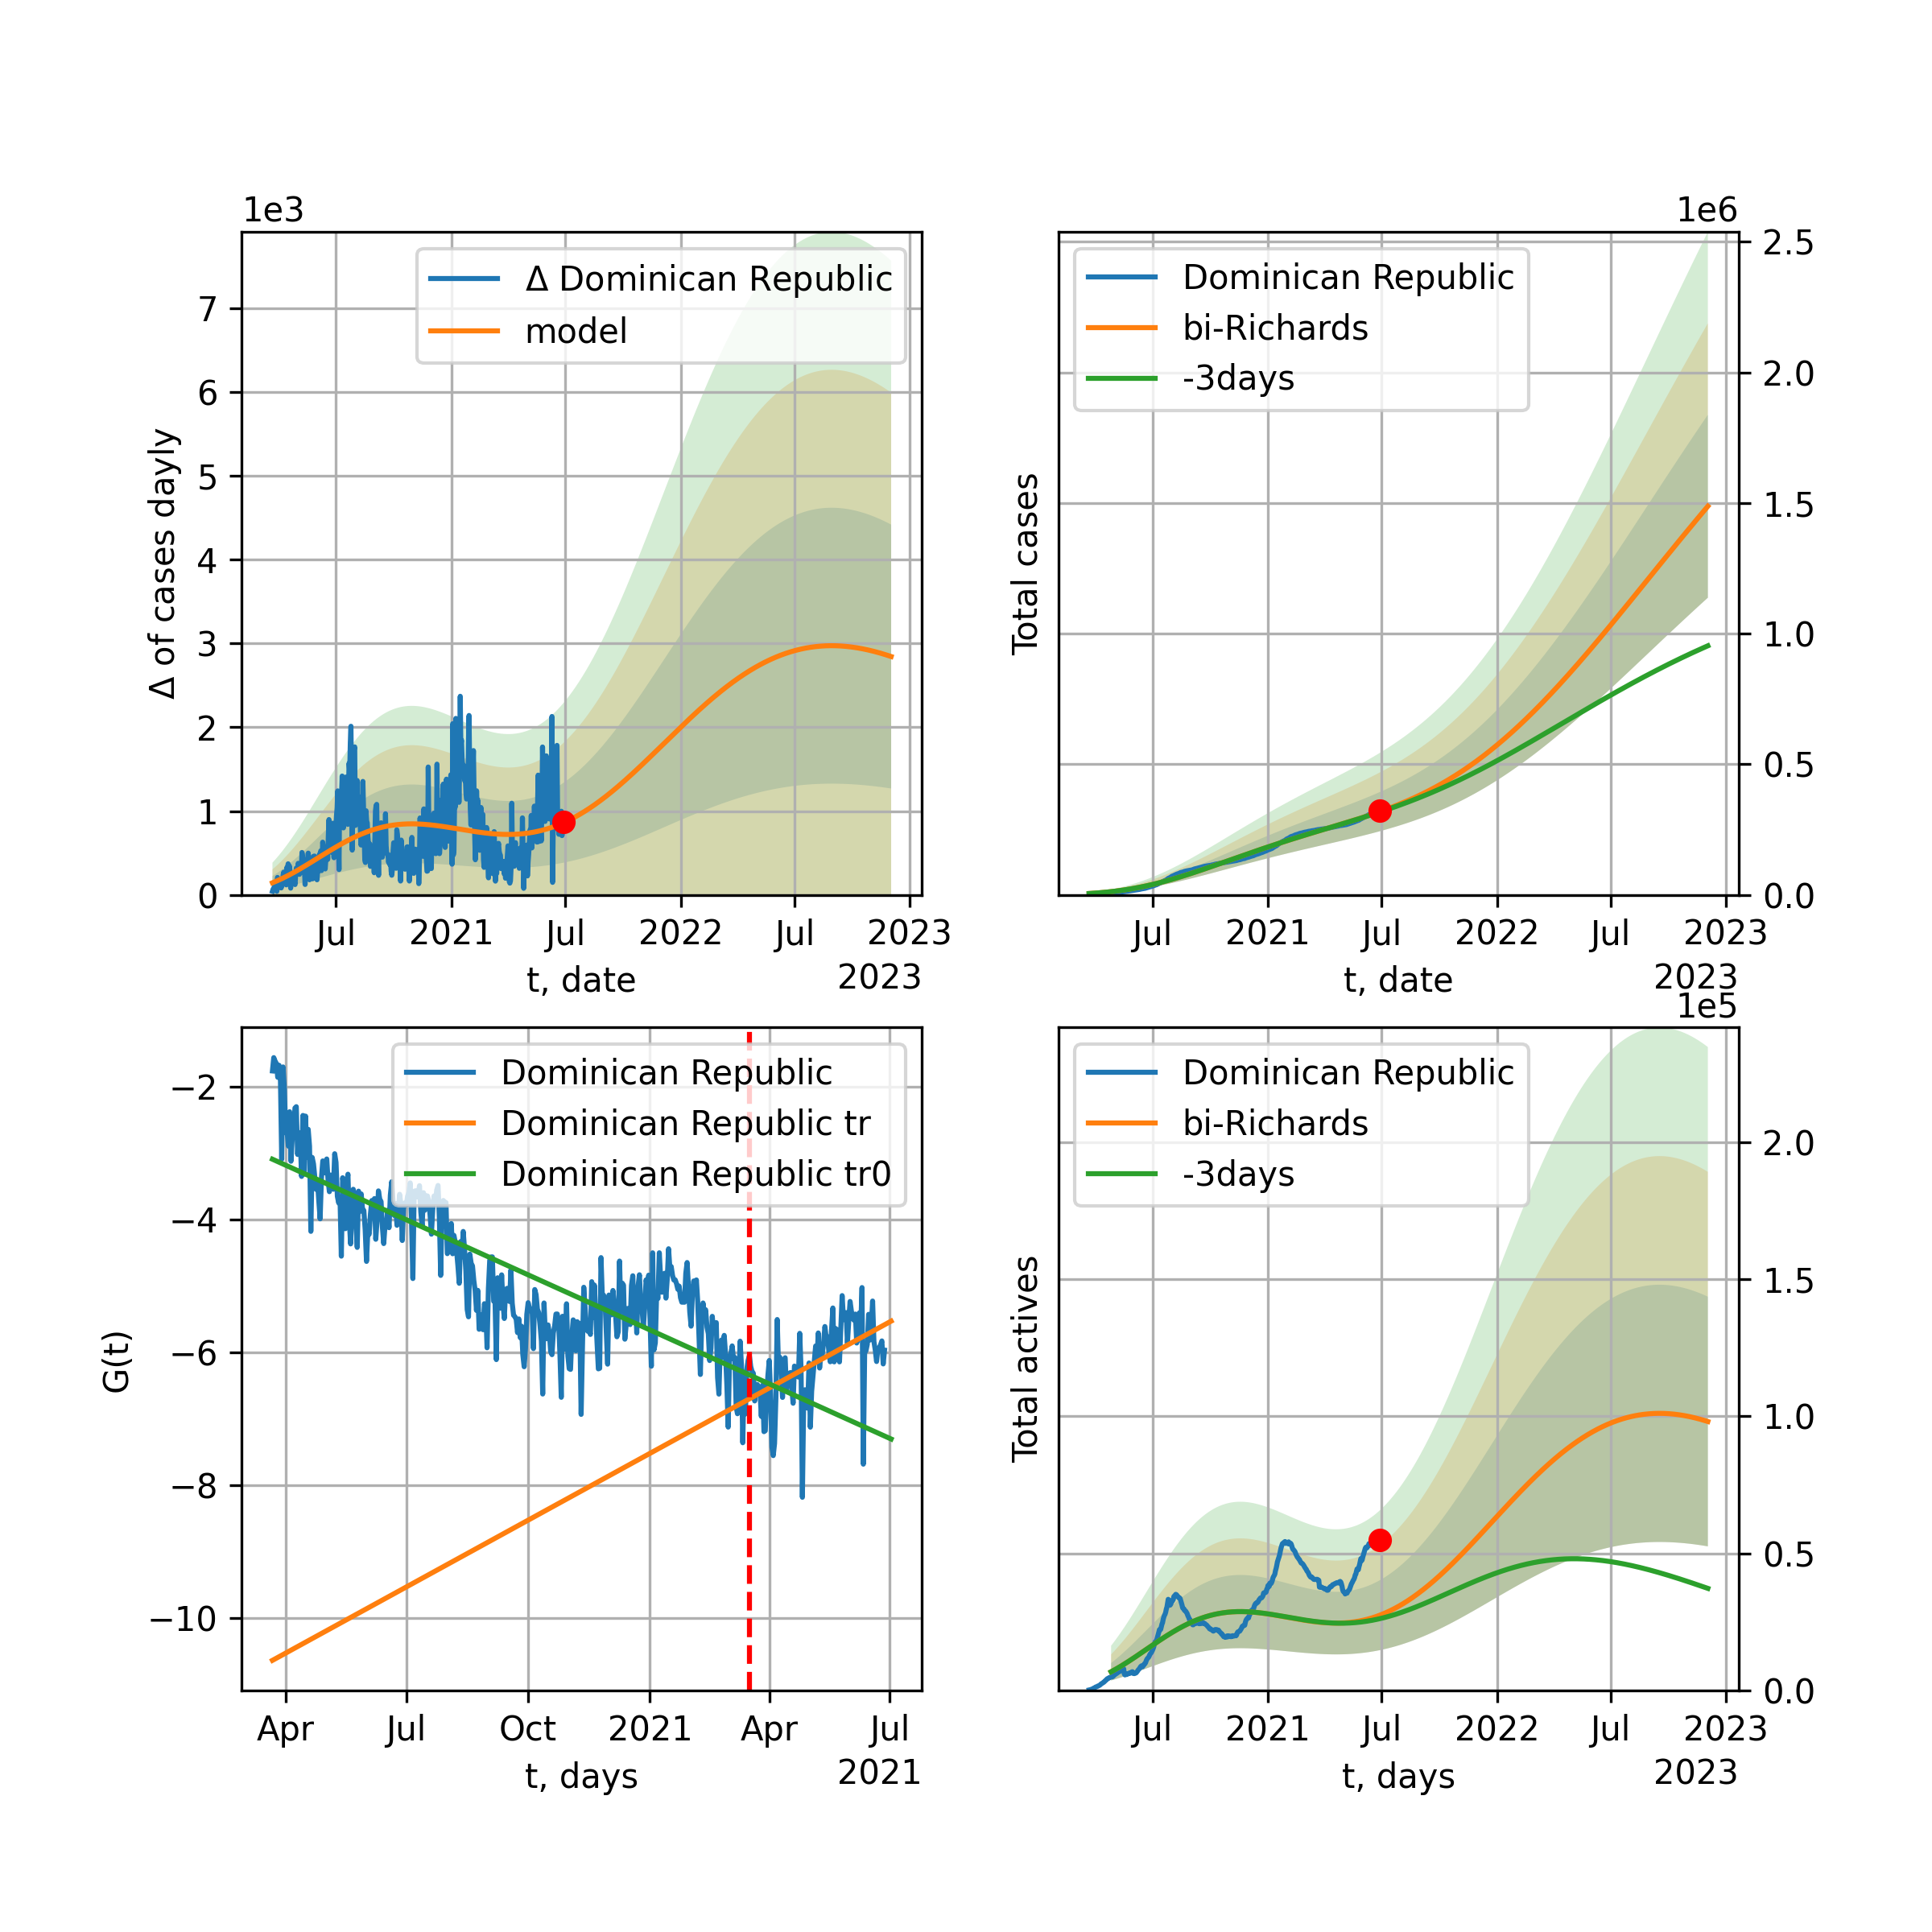 1e3
Δ Dominican Republic
model
7
6
5
4
3
2
1
0
Δ of cases dayly
Jul
2021
Jul
2022
Jul
2023
2023
t, date
1e6
Dominican Republic
bi-Richards
-3days
2.5
2.0
1.5
1.0
0.5
0.0
Total cases
Jul
2021
Jul
2022
Jul
2023
2023
t, date
Dominican Republic
Dominican Republic tr
Dominican Republic tr0
−2
−4
−6
−8
−10
G(t)
Apr
Jul
Oct
2021
Apr
Jul
2021
t, days
1e5
Dominican Republic
bi-Richards
-3days
2.0
1.5
1.0
0.5
0.0
Total actives
Jul
2021
Jul
2022
Jul
2023
2023
t, days